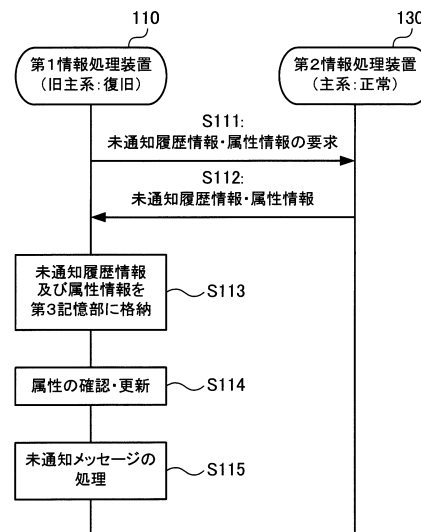 110
130
第1情報処理装置
(旧主系:復旧)
第2情報処理装置
(主系:正常)
S111:
未通知履歴情報・属性情報の要求
S112:
未通知履歴情報・属性情報
未通知履歴情報
及び属性情報を
第3記憶部に格納
S113
属性の確認・更新
S114
未通知メッセージの
処理
S115